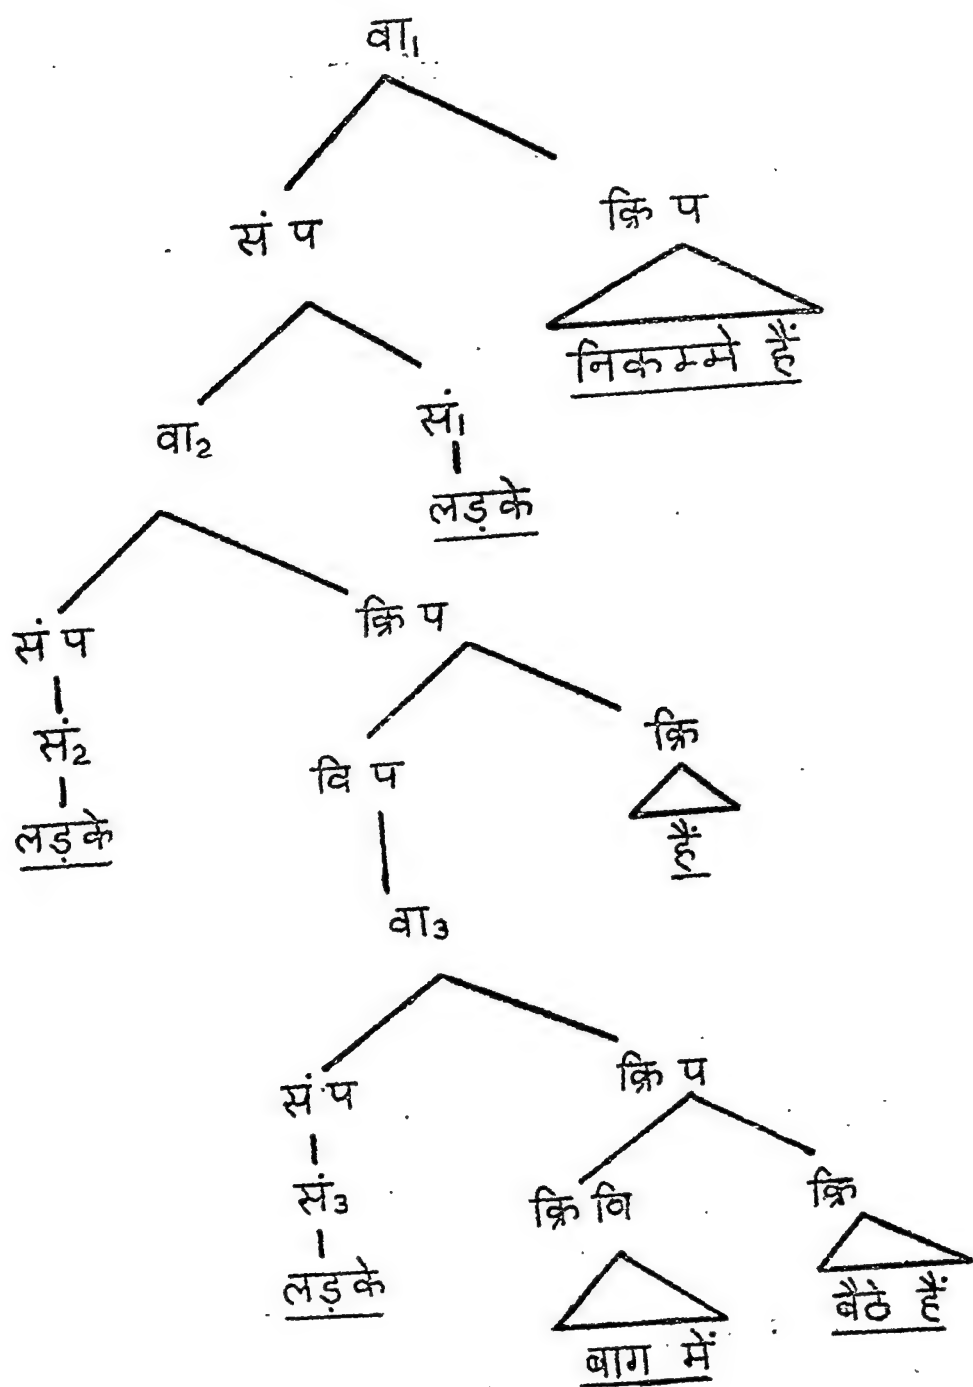 वा₁
सं प
क्रि प
निकम्मे हैं
वा₂
सं₁
लड़के
सं प
क्रि प
सं₂
वि प
क्रि
लड़के
हैं
वा₃
सं प
क्रि प
सं₃
क्रि वि
क्रि
लड़के
बाग में
बैठे हैं